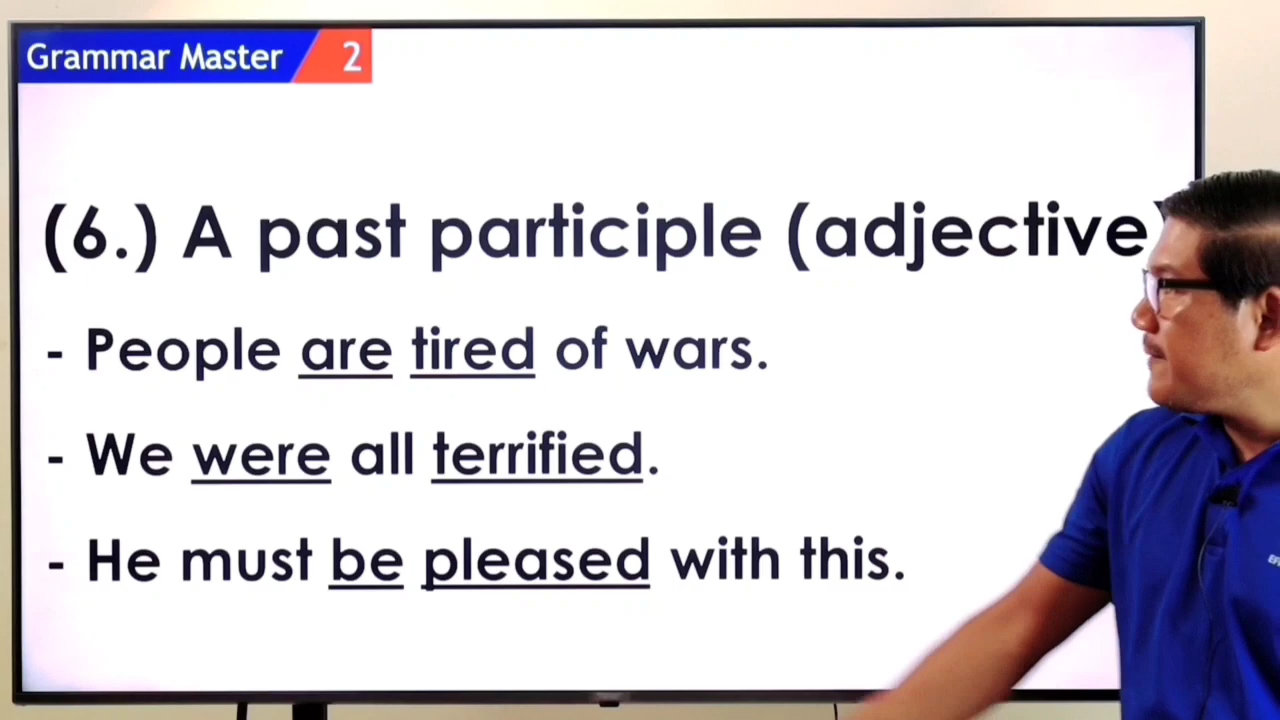 Grammar Master 2
(6.) A past participle (adjective)
- People are tired of wars.
- We were all terrified.
- He must be pleased with this.